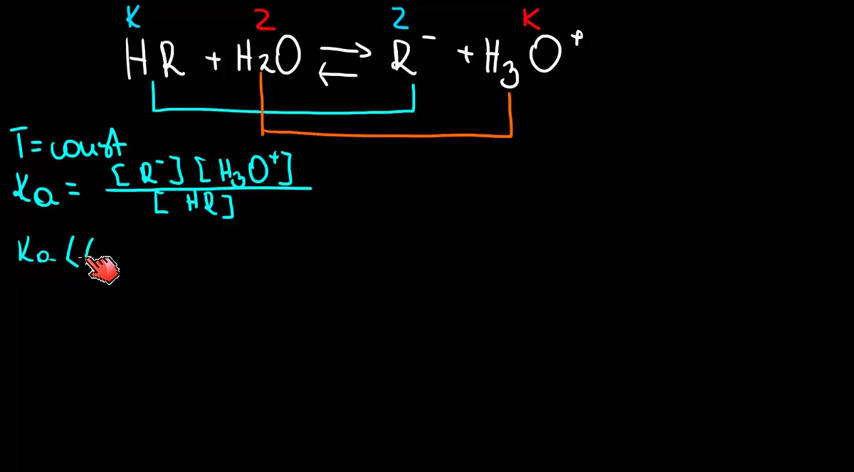 K 2 2 K
HR + H₂O ⇄ R⁻ + H₃O⁺
T = const
Ka = [R⁻][H₃O⁺]
[HR]
Ka ((